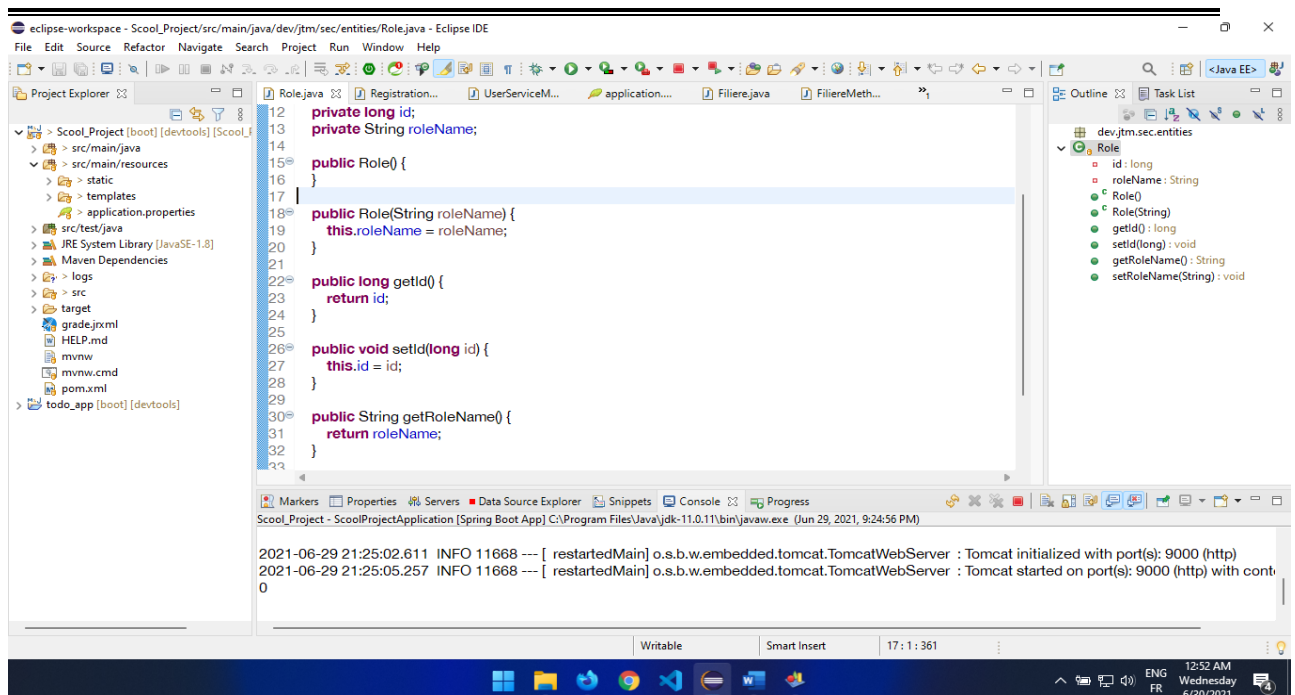 eclipse-workspace - Scool_Project/src/main/java/dev/jtm/sec/entities/Role.java - Eclipse IDE
File Edit Source Refactor Navigate Search Project Run Window Help
<Java EE>
Project Explorer
> Scool_Project [boot] [devtools] [Scool_F
> src/main/java
> src/main/resources
> static
> templates
> application.properties
src/test/java
JRE System Library [JavaSE-1.8]
Maven Dependencies
> logs
> src
target
grade.jrxml
HELP.md
mvnw
mvnw.cmd
pom.xml
todo_app [boot] [devtools]
Role.java Registration... UserServiceM... application.... Filiere.java FiliereMeth... »1
12 private long id;
13 private String roleName;
14
15 public Role() {
16 }
17
18 public Role(String roleName) {
19 this.roleName = roleName;
20 }
21
22 public long getId() {
23 return id;
24 }
25
26 public void setId(long id) {
27 this.id = id;
28 }
29
30 public String getRoleName() {
31 return roleName;
32 }
33
Outline Task List
dev.jtm.sec.entities
Role
id : long
roleName : String
Role()
Role(String)
getId() : long
setId(long) : void
getRoleName() : String
setRoleName(String) : void
Markers Properties Servers Data Source Explorer Snippets Console Progress
Scool_Project - ScoolProjectApplication [Spring Boot App] C:\Program Files\Java\jdk-11.0.11\bin\javaw.exe (Jun 29, 2021, 9:24:56 PM)
2021-06-29 21:25:02.611 INFO 11668 --- [ restartedMain] o.s.b.w.embedded.tomcat.TomcatWebServer : Tomcat initialized with port(s): 9000 (http)
2021-06-29 21:25:05.257 INFO 11668 --- [ restartedMain] o.s.b.w.embedded.tomcat.TomcatWebServer : Tomcat started on port(s): 9000 (http) with conte
0
Writable Smart Insert 17 : 1 : 361
ENG
FR
12:52 AM
Wednesday
6/30/2021
4